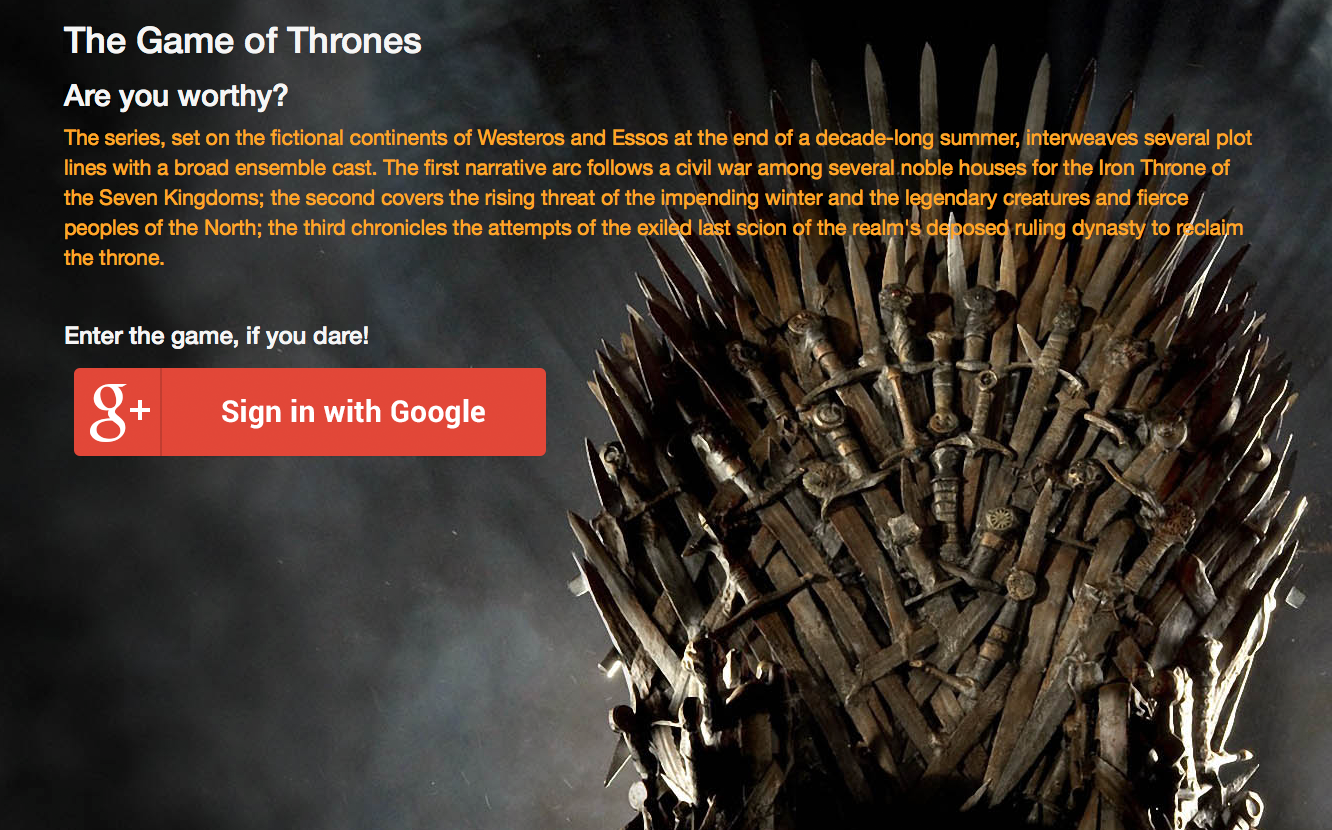 The Game of Thrones
Are you worthy?
The series, set on the fictional continents of Westeros and Essos at the end of a decade-long summer, interweaves several plot
lines with a broad ensemble cast. The first narrative arc follows a civil war among several noble houses for the Iron Throne of
the Seven Kingdoms; the second covers the rising threat of the impending winter and the legendary creatures and fierce
peoples of the North; the third chronicles the attempts of the exiled last scion of the realm's deposed ruling dynasty to reclaim
the throne.
Enter the game, if you dare!
g+ Sign in with Google